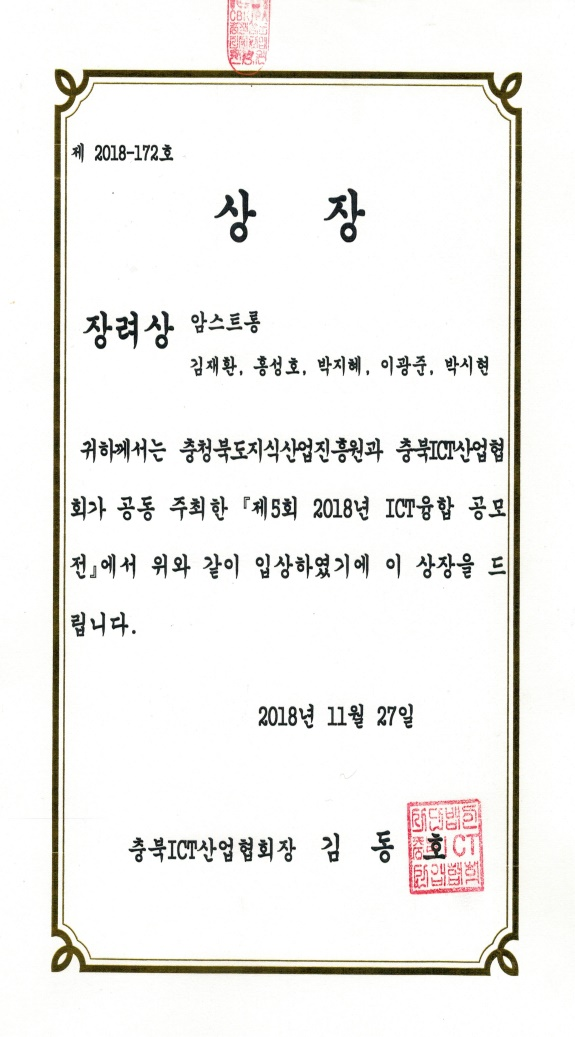 제 2018-172호
상 장
장려상 암스트롱
김재환, 홍성호, 박지혜, 이광준, 박시현
귀하께서는 충청북도지식산업진흥원과 충북ICT산업협
회가 공동 주최한 『제5회 2018년 ICT융합 공모
전』에서 위와 같이 입상하였기에 이 상장을 드
립니다.
2018년 11월 27일
충북ICT산업협회장 김 동 호